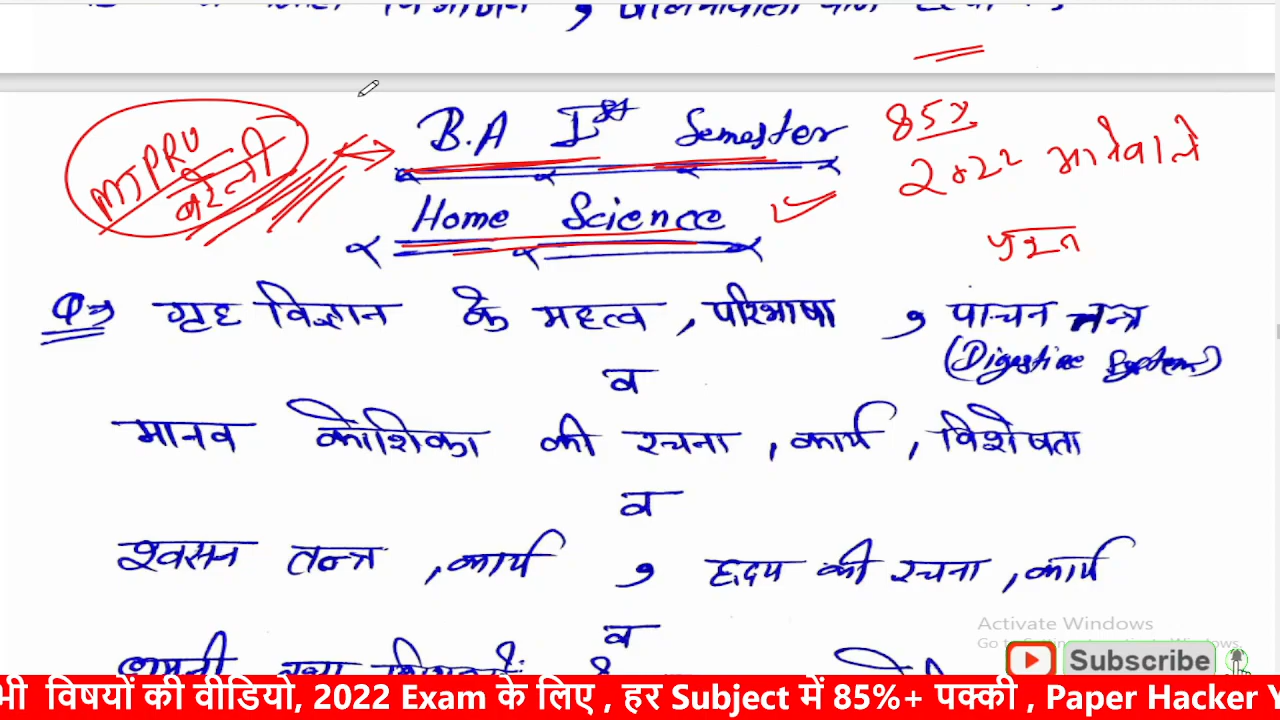 B.A Ist Semester
85%
MJPRU
बरेली
2022 आनेवाले
Home Science
प्रश्न
Q⇒ गृह विज्ञान के महत्व , परिभाषा , पाचन तन्त्र
(Digestive System)
व
मानव कोशिका की रचना , कार्य , विशेषता
व
श्वसन तन्त्र , कार्य , हृदय की रचना , कार्य
व
Activate Windows
Subscribe
भी विषयों की वीडियो, 2022 Exam के लिए , हर Subject में 85%+ पक्की , Paper Hacker Y